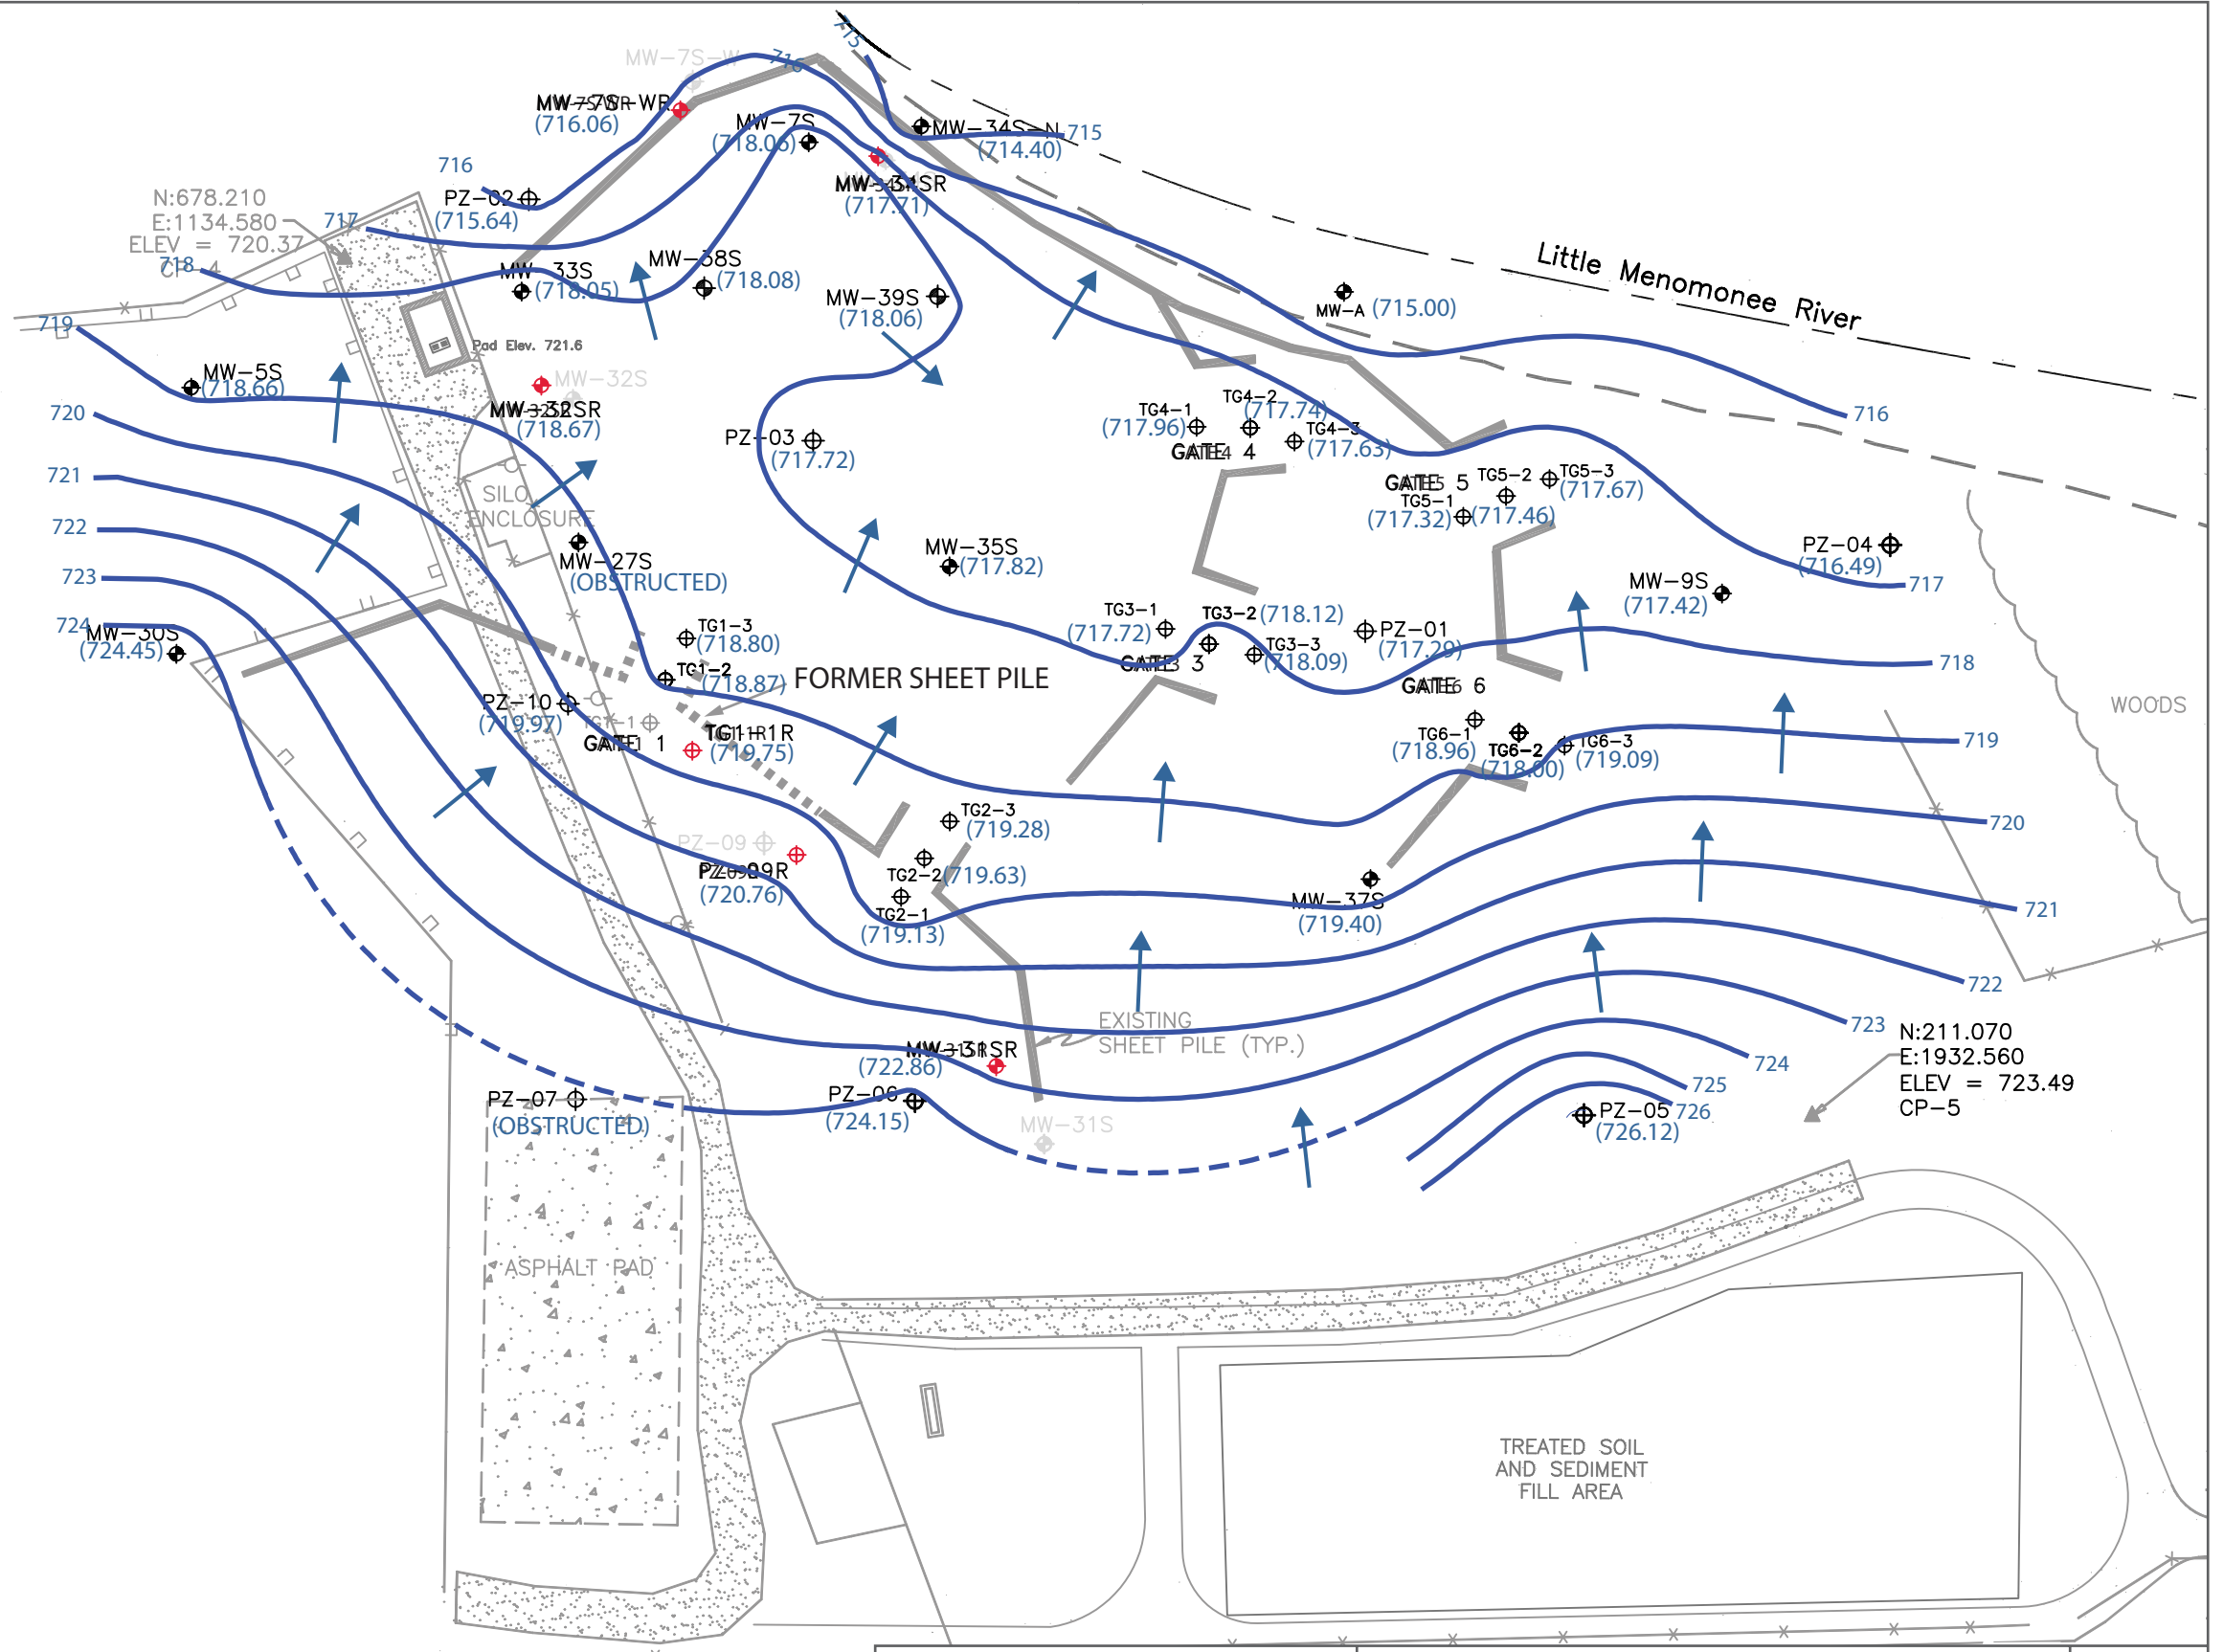 715
MW-7S-W
716
MW-7S-WR
(716.06)
MW-7S
(718.06)
MW-34S-N
715
(714.40)
716
PZ-02
(715.64)
MW-34SR
(717.71)
N:678.210
E:1134.580
ELEV = 720.37
CP-4
717
718
MW-33S
(718.05)
MW-38S
(718.08)
MW-39S
(718.06)
MW-A
(715.00)
Little Menomonee River
719
Pad Elev. 721.6
MW-5S
(718.66)
MW-32S
MW-32SR
(718.67)
720
PZ-03
(717.72)
TG4-1
(717.96)
TG4-2
(717.74)
TG4-3
(717.63)
GATE 4
716
721
SILO
ENCLOSURE
GATE 5
TG5-1
(717.32)
TG5-2
(717.46)
TG5-3
(717.67)
722
MW-27S
(OBSTRUCTED)
MW-35S
(717.82)
PZ-04
(716.49)
717
723
MW-9S
(717.42)
724
MW-30S
(724.45)
TG1-3
(718.80)
TG1-2
(718.87)
FORMER SHEET PILE
TG3-1
(717.72)
TG3-2
(718.12)
TG3-3
(718.09)
GATE 3
PZ-01
(717.29)
718
GATE 6
WOODS
PZ-10
(719.97)
TG1-1
GATE 1
TG1-1R
(719.75)
TG6-1
(718.96)
TG6-2
(718.00)
TG6-3
(719.09)
719
PZ-09
PZ-09R
(720.76)
TG2-3
(719.28)
TG2-2
(719.63)
TG2-1
(719.13)
MW-37S
(719.40)
720
721
722
EXISTING
SHEET PILE (TYP.)
723
MW-31SR
(722.86)
724
N:211.070
E:1932.560
ELEV = 723.49
CP-5
PZ-07
(OBSTRUCTED)
PZ-06
(724.15)
MW-31S
725
726
PZ-05
(726.12)
ASPHALT PAD
TREATED SOIL
AND SEDIMENT
FILL AREA